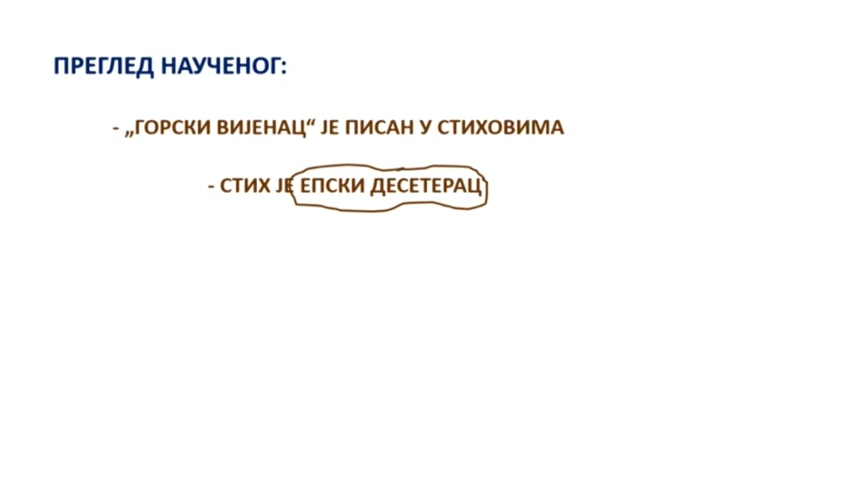 ПРЕГЛЕД НАУЧЕНОГ:
- „ГОРСКИ ВИЈЕНАЦ“ ЈЕ ПИСАН У СТИХОВИМА
- СТИХ ЈЕ ЕПСКИ ДЕСЕТЕРАЦ